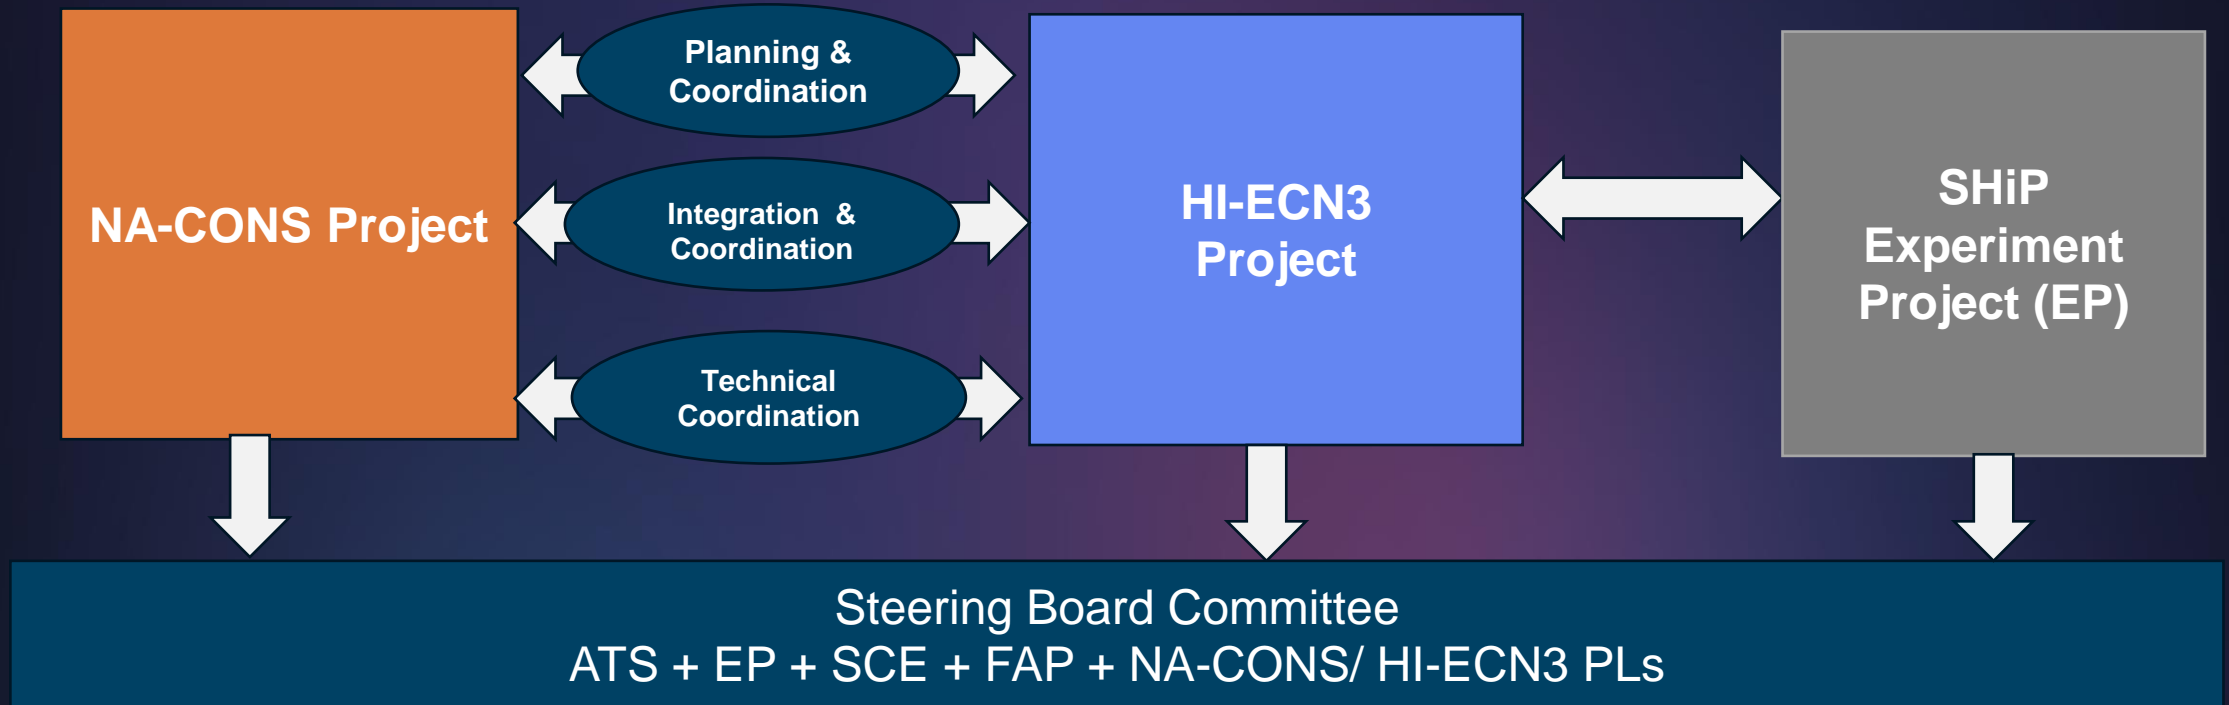 NA-CONS Project
Planning &
Coordination
Integration  &
Coordination
Technical
Coordination
HI-ECN3
Project
SHiP
Experiment
Project (EP)
Steering Board Committee
ATS + EP + SCE + FAP + NA-CONS/ HI-ECN3 PLs